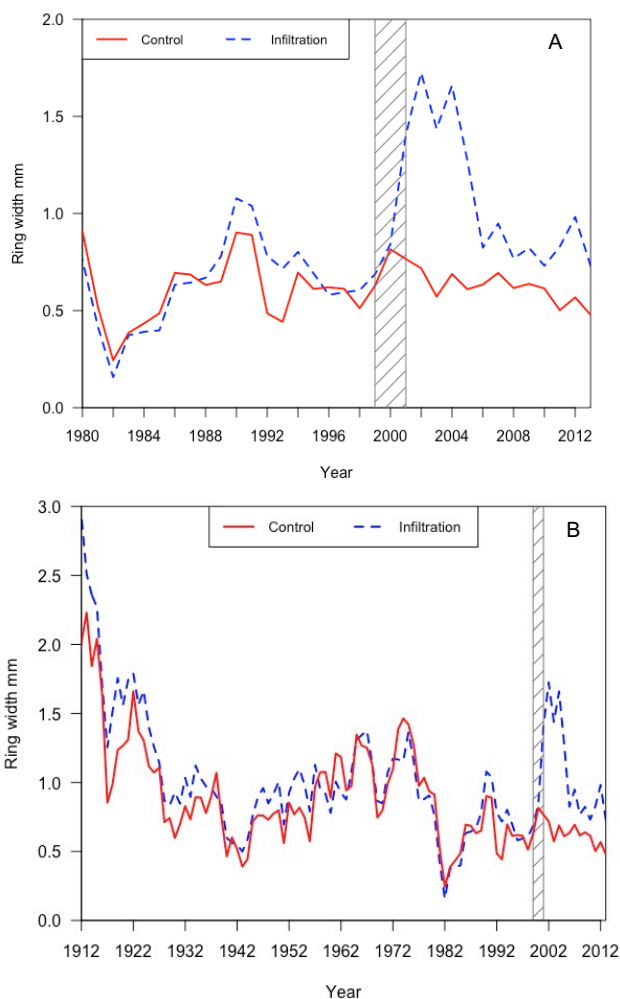 2.0
Control
Infiltration
A
1.5
1.0
0.5
0.0
Ring width mm
1980 1984 1988 1992 1996 2000 2004 2008 2012
Year
3.0
Control
Infiltration
B
2.5
2.0
1.5
1.0
0.5
0.0
Ring width mm
1912 1922 1932 1942 1952 1962 1972 1982 1992 2002 2012
Year